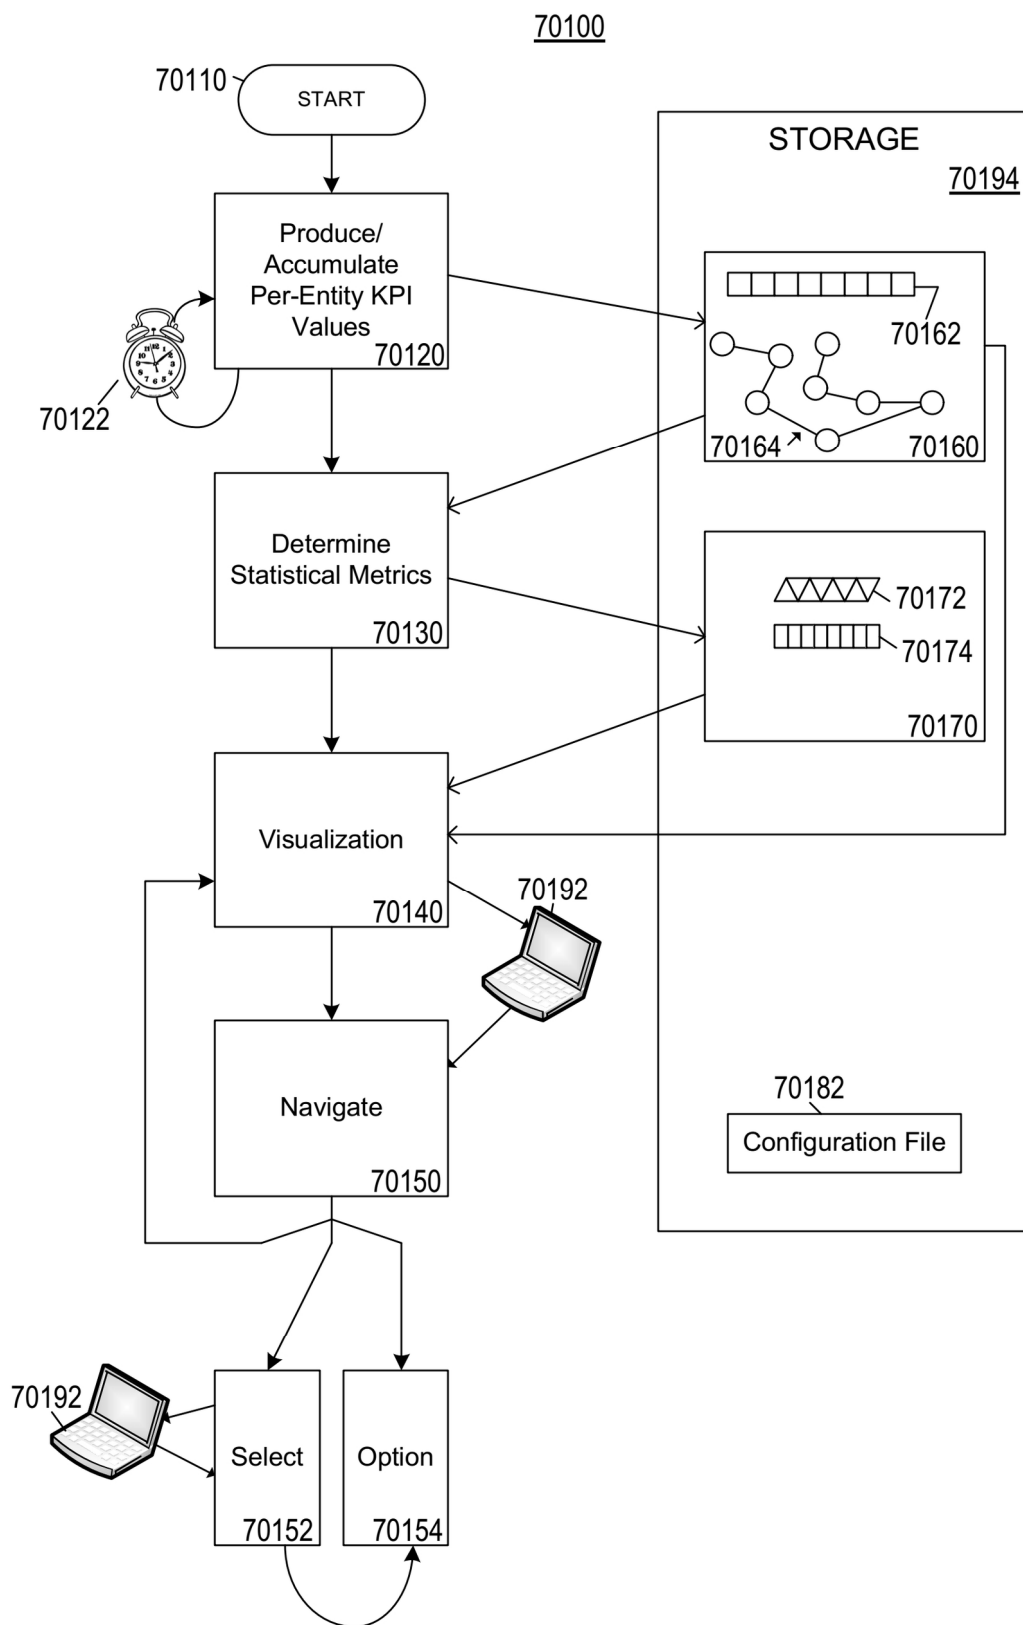 70100
70110
START
STORAGE
70194
Produce/
Accumulate
Per-Entity KPI
Values
70120
70122
70162
70164
70160
Determine
Statistical Metrics
70130
70172
70174
70170
Visualization
70140
70192
Navigate
70150
70182
Configuration File
70192
Select
70152
Option
70154